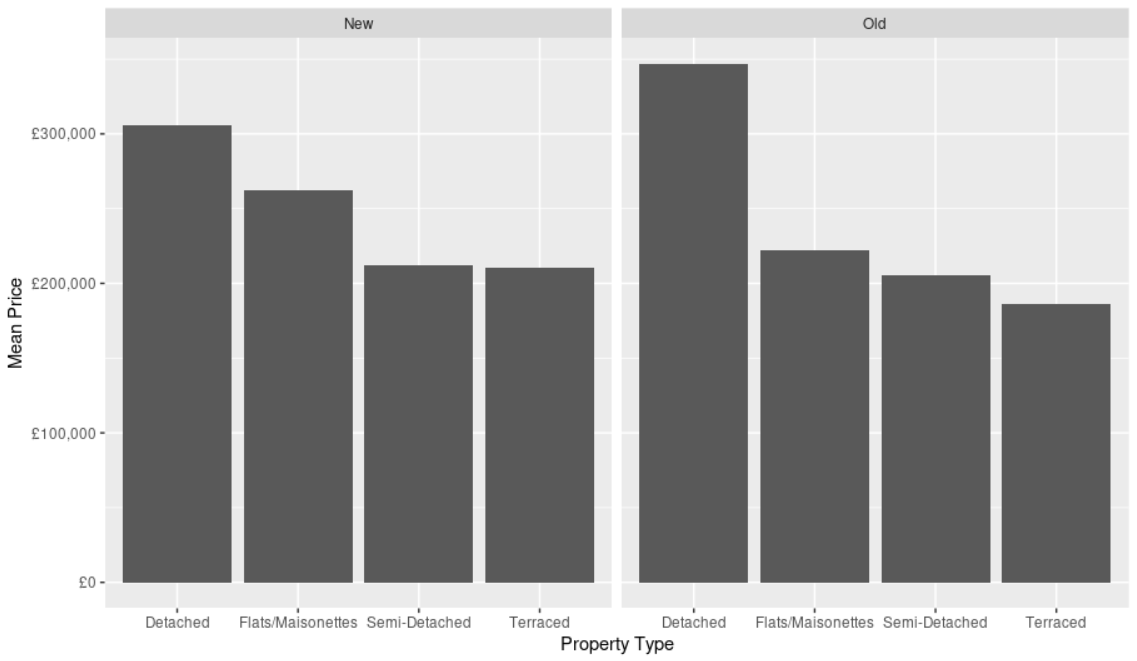 New
Old
£300,000
£200,000
£100,000
£0
Mean Price
Detached Flats/Maisonettes Semi-Detached Terraced
Detached Flats/Maisonettes Semi-Detached Terraced
Property Type